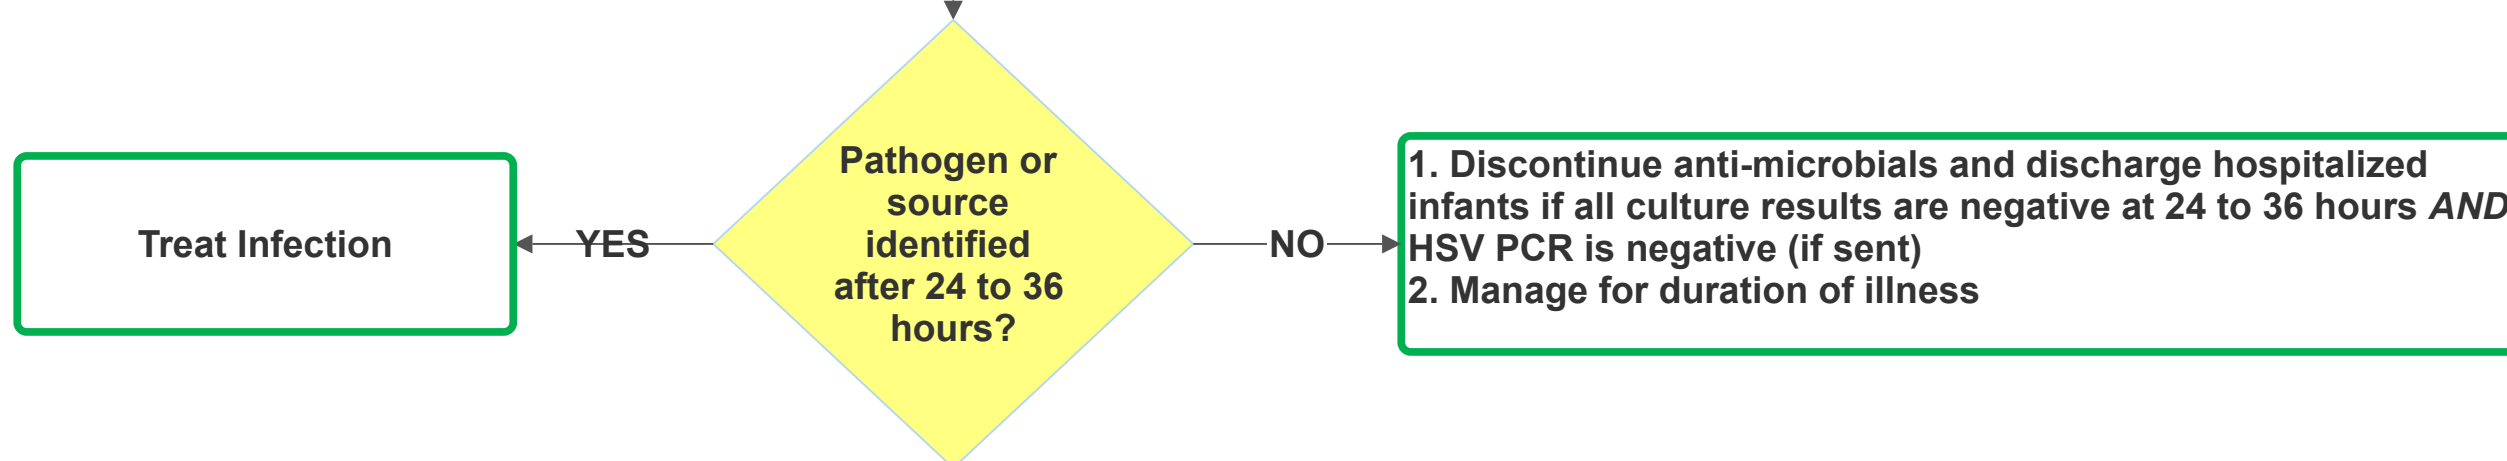 Treat Infection
YES
Pathogen or
source
identified
after 24 to 36
hours?
NO
1. Discontinue anti-microbials and discharge hospitalized
infants if all culture results are negative at 24 to 36 hours AND
HSV PCR is negative (if sent)
2. Manage for duration of illness